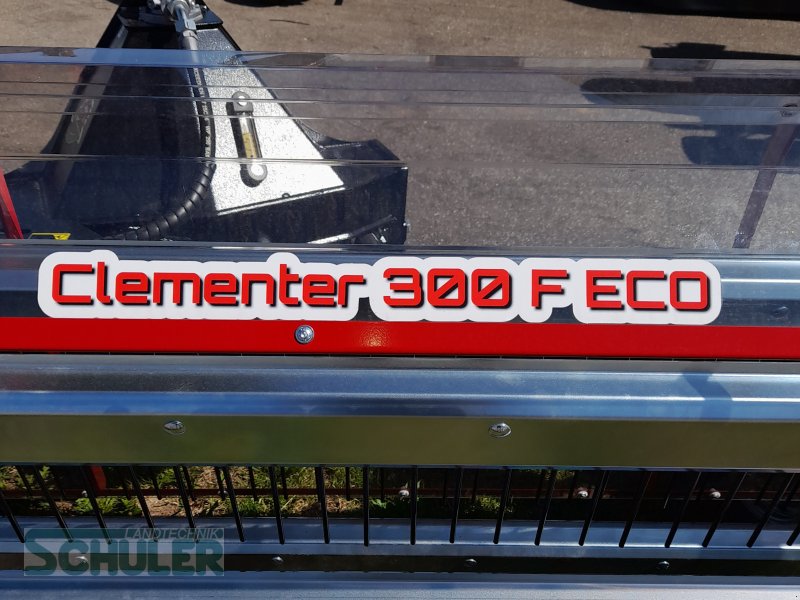 Clementer 300 F ECO
LANDTECHNIK
SCHULER